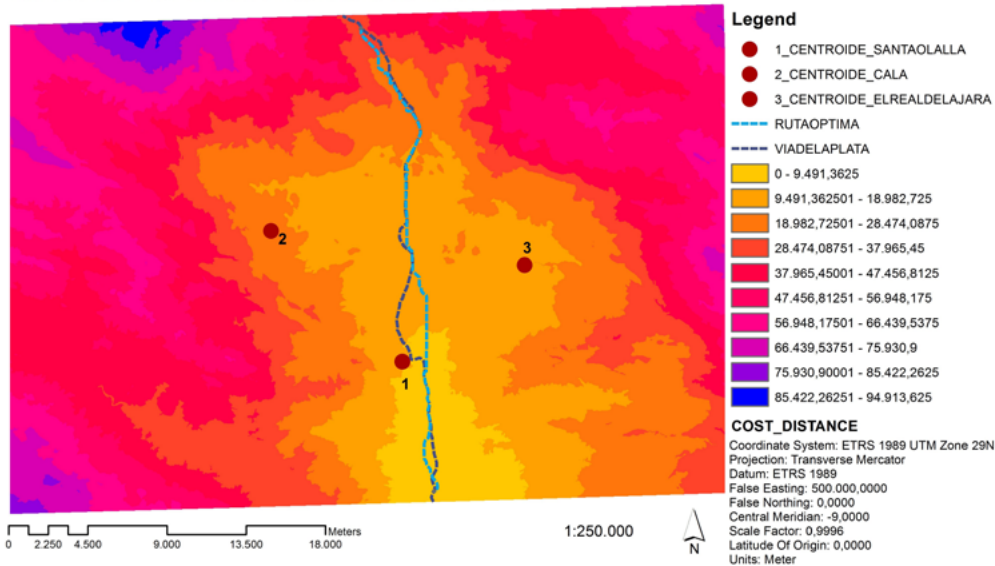 2
3
1
0 2.250 4.500 9.000 13.500 18.000
Meters
1:250.000
N
Legend
1_CENTROIDE_SANTAOLALLA
2_CENTROIDE_CALA
3_CENTROIDE_ELREALDELAJARA
RUTAOPTIMA
VIADELAPLATA
0 - 9.491,3625
9.491,362501 - 18.982,725
18.982,72501 - 28.474,0875
28.474,08751 - 37.965,45
37.965,45001 - 47.456,8125
47.456,81251 - 56.948,175
56.948,17501 - 66.439,5375
66.439,53751 - 75.930,9
75.930,90001 - 85.422,2625
85.422,26251 - 94.913,625
COST_DISTANCE
Coordinate System: ETRS 1989 UTM Zone 29N
Projection: Transverse Mercator
Datum: ETRS 1989
False Easting: 500.000,0000
False Northing: 0,0000
Central Meridian: -9,0000
Scale Factor: 0,9996
Latitude Of Origin: 0,0000
Units: Meter